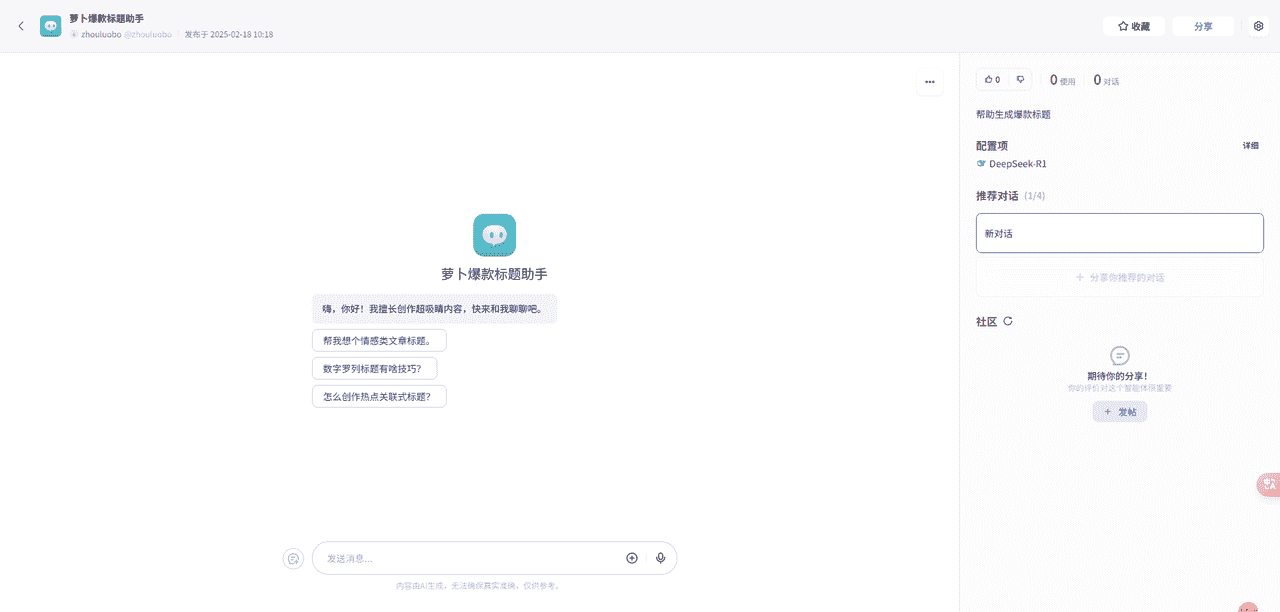 萝卜爆款标题助手
zhouluobo @zhouluobo 发布于 2025-02-18 10:18
收藏
分享
0
0 使用
0 对话
帮助生成爆款标题
配置项
详细
DeepSeek-R1
推荐对话 (1/4)
新对话
+ 分享你推荐的对话
社区
期待你的分享!
你的评价对这个智能体很重要
+ 发帖
萝卜爆款标题助手
嗨,你好!我擅长创作超吸睛内容,快来和我聊聊吧。
帮我想个情感类文章标题。
数字罗列标题有啥技巧?
怎么创作热点关联式标题?
发送消息...
内容由AI生成,无法确保真实准确,仅供参考。